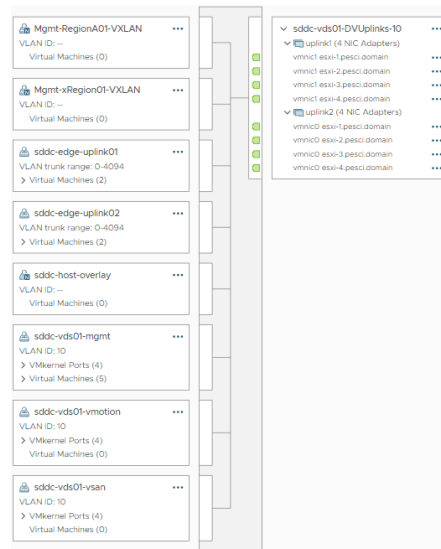 Mgmt-RegionA01-VXLAN
VLAN ID: --
Virtual Machines (0)
Mgmt-xRegion01-VXLAN
VLAN ID: --
Virtual Machines (0)
sddc-edge-uplink01
VLAN trunk range: 0-4094
Virtual Machines (2)
sddc-edge-uplink02
VLAN trunk range: 0-4094
Virtual Machines (2)
sddc-host-overlay
VLAN ID: --
Virtual Machines (0)
sddc-vds01-mgmt
VLAN ID: 10
VMkernel Ports (4)
Virtual Machines (5)
sddc-vds01-vmotion
VLAN ID: 10
VMkernel Ports (4)
Virtual Machines (0)
sddc-vds01-vsan
VLAN ID: 10
VMkernel Ports (4)
Virtual Machines (0)
sddc-vds01-DVUplinks-10
uplink1 (4 NIC Adapters)
vmnic1 esxi-1.pesci.domain
vmnic1 esxi-2.pesci.domain
vmnic1 esxi-3.pesci.domain
vmnic1 esxi-4.pesci.domain
uplink2 (4 NIC Adapters)
vmnic0 esxi-1.pesci.domain
vmnic0 esxi-2.pesci.domain
vmnic0 esxi-3.pesci.domain
vmnic0 esxi-4.pesci.domain